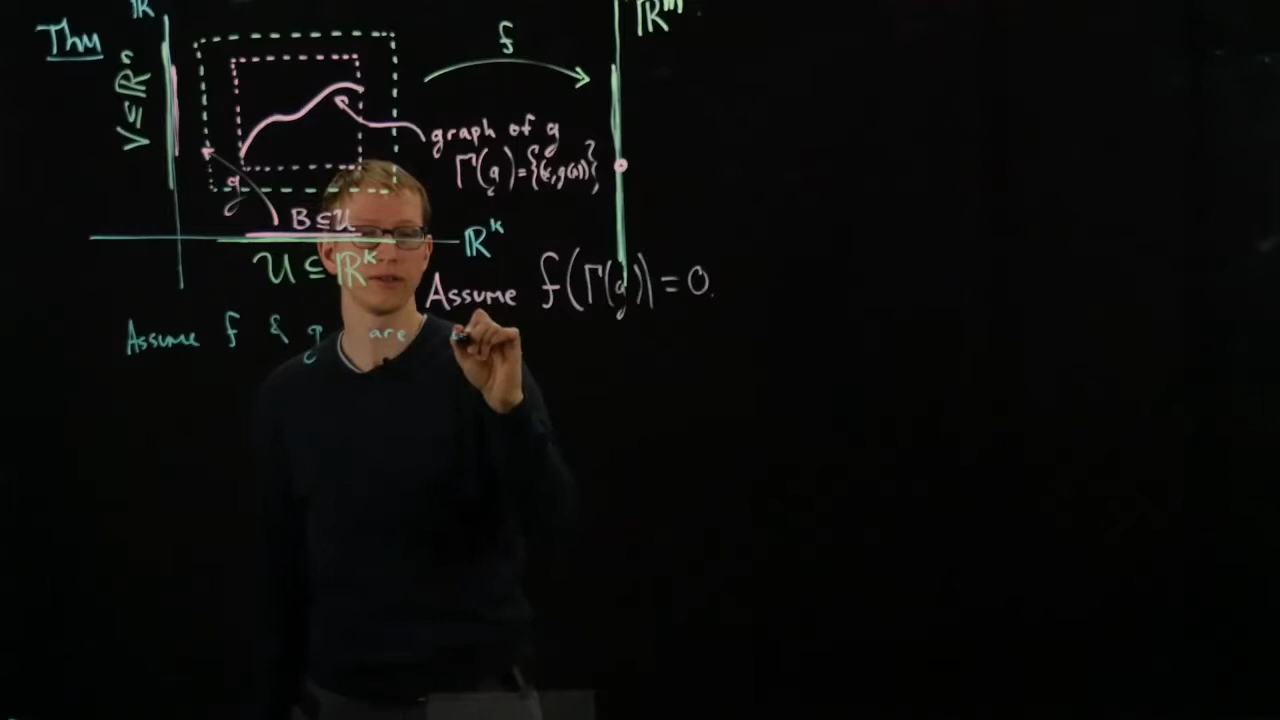 Thm
V ⊆ ℝⁿ
f
ℝᵐ
graph of g
Γ(g)={(x,g(x))}
g
B ⊆ U
ℝᵏ
U ⊆ ℝᵏ
Assume f(Γ(g))=0.
Assume f & g are